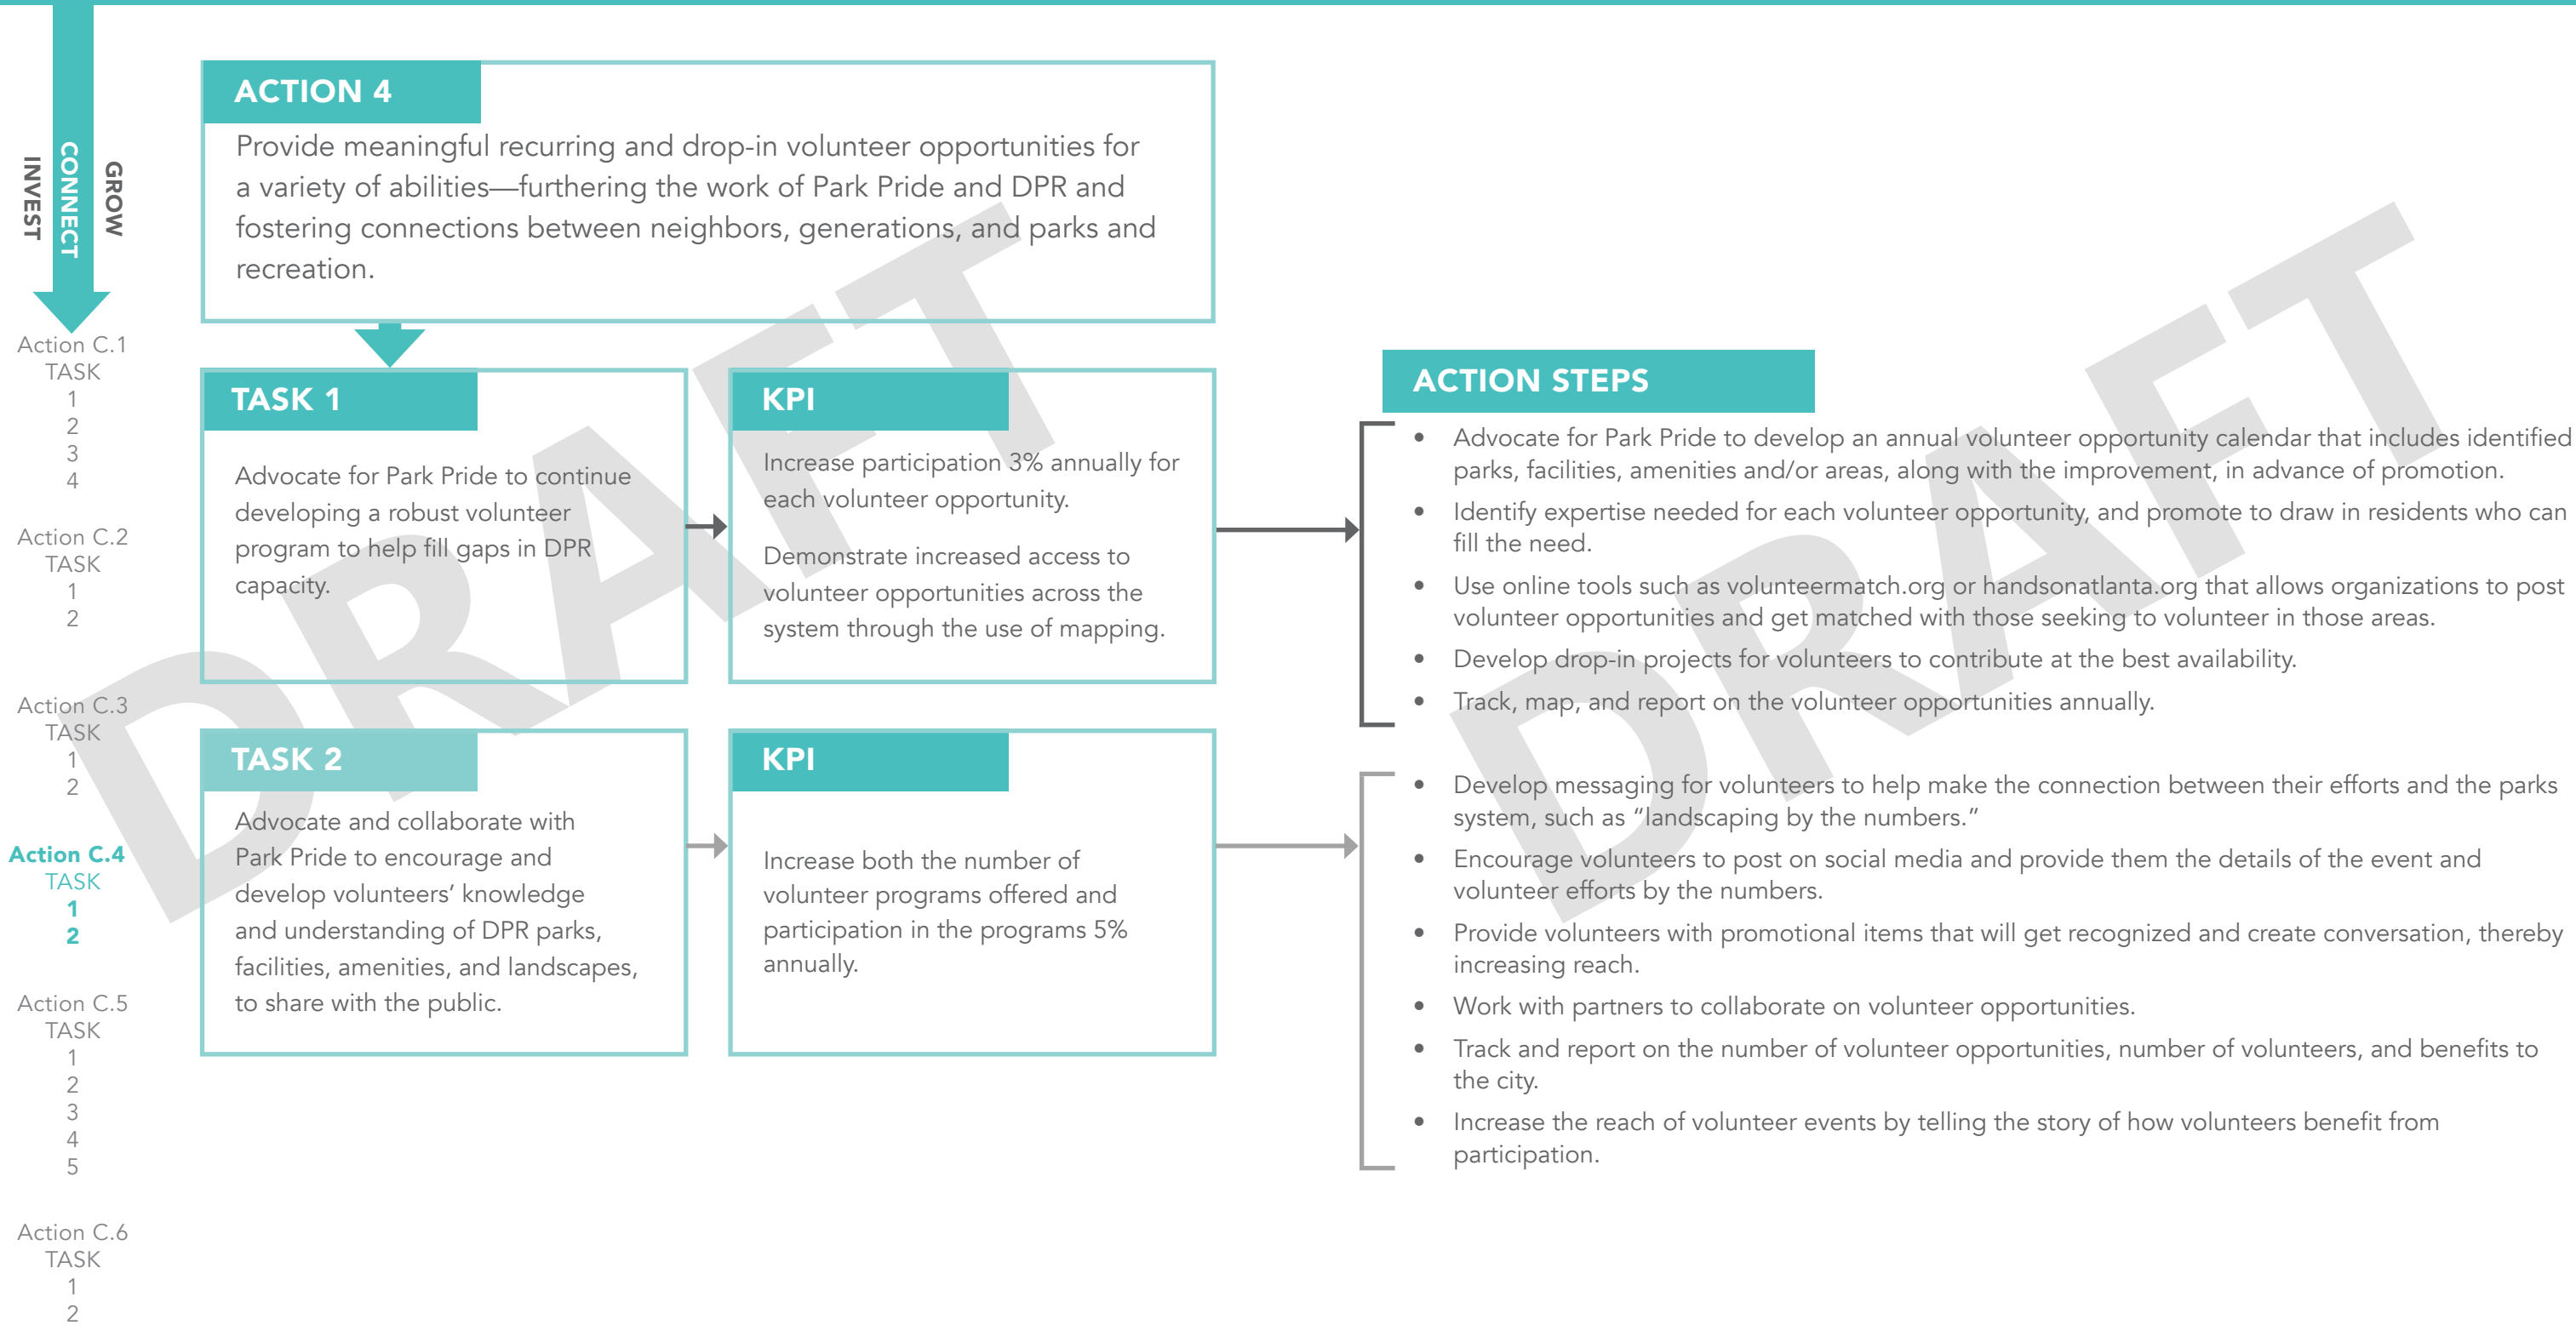 GROW
CONNECT
INVEST
Action C.1
TASK
1
2
3
4
Action C.2
TASK
1
2
Action C.3
TASK
1
2
Action C.4
TASK
1
2
Action C.5
TASK
1
2
3
4
5
Action C.6
TASK
1
2
ACTION 4
Provide meaningful recurring and drop-in volunteer opportunities for
a variety of abilities—furthering the work of Park Pride and DPR and
fostering connections between neighbors, generations, and parks and
recreation.
TASK 1
Advocate for Park Pride to continue
developing a robust volunteer
program to help fill gaps in DPR
capacity.
KPI
Increase participation 3% annually for
each volunteer opportunity.
Demonstrate increased access to
volunteer opportunities across the
system through the use of mapping.
ACTION STEPS
• Advocate for Park Pride to develop an annual volunteer opportunity calendar that includes identified
parks, facilities, amenities and/or areas, along with the improvement, in advance of promotion.
• Identify expertise needed for each volunteer opportunity, and promote to draw in residents who can
fill the need.
• Use online tools such as volunteermatch.org or handsonatlanta.org that allows organizations to post
volunteer opportunities and get matched with those seeking to volunteer in those areas.
• Develop drop-in projects for volunteers to contribute at the best availability.
• Track, map, and report on the volunteer opportunities annually.
TASK 2
Advocate and collaborate with
Park Pride to encourage and
develop volunteers’ knowledge
and understanding of DPR parks,
facilities, amenities, and landscapes,
to share with the public.
KPI
Increase both the number of
volunteer programs offered and
participation in the programs 5%
annually.
• Develop messaging for volunteers to help make the connection between their efforts and the parks
system, such as “landscaping by the numbers.”
• Encourage volunteers to post on social media and provide them the details of the event and
volunteer efforts by the numbers.
• Provide volunteers with promotional items that will get recognized and create conversation, thereby
increasing reach.
• Work with partners to collaborate on volunteer opportunities.
• Track and report on the number of volunteer opportunities, number of volunteers, and benefits to
the city.
• Increase the reach of volunteer events by telling the story of how volunteers benefit from
participation.
DRAFT
DRAFT